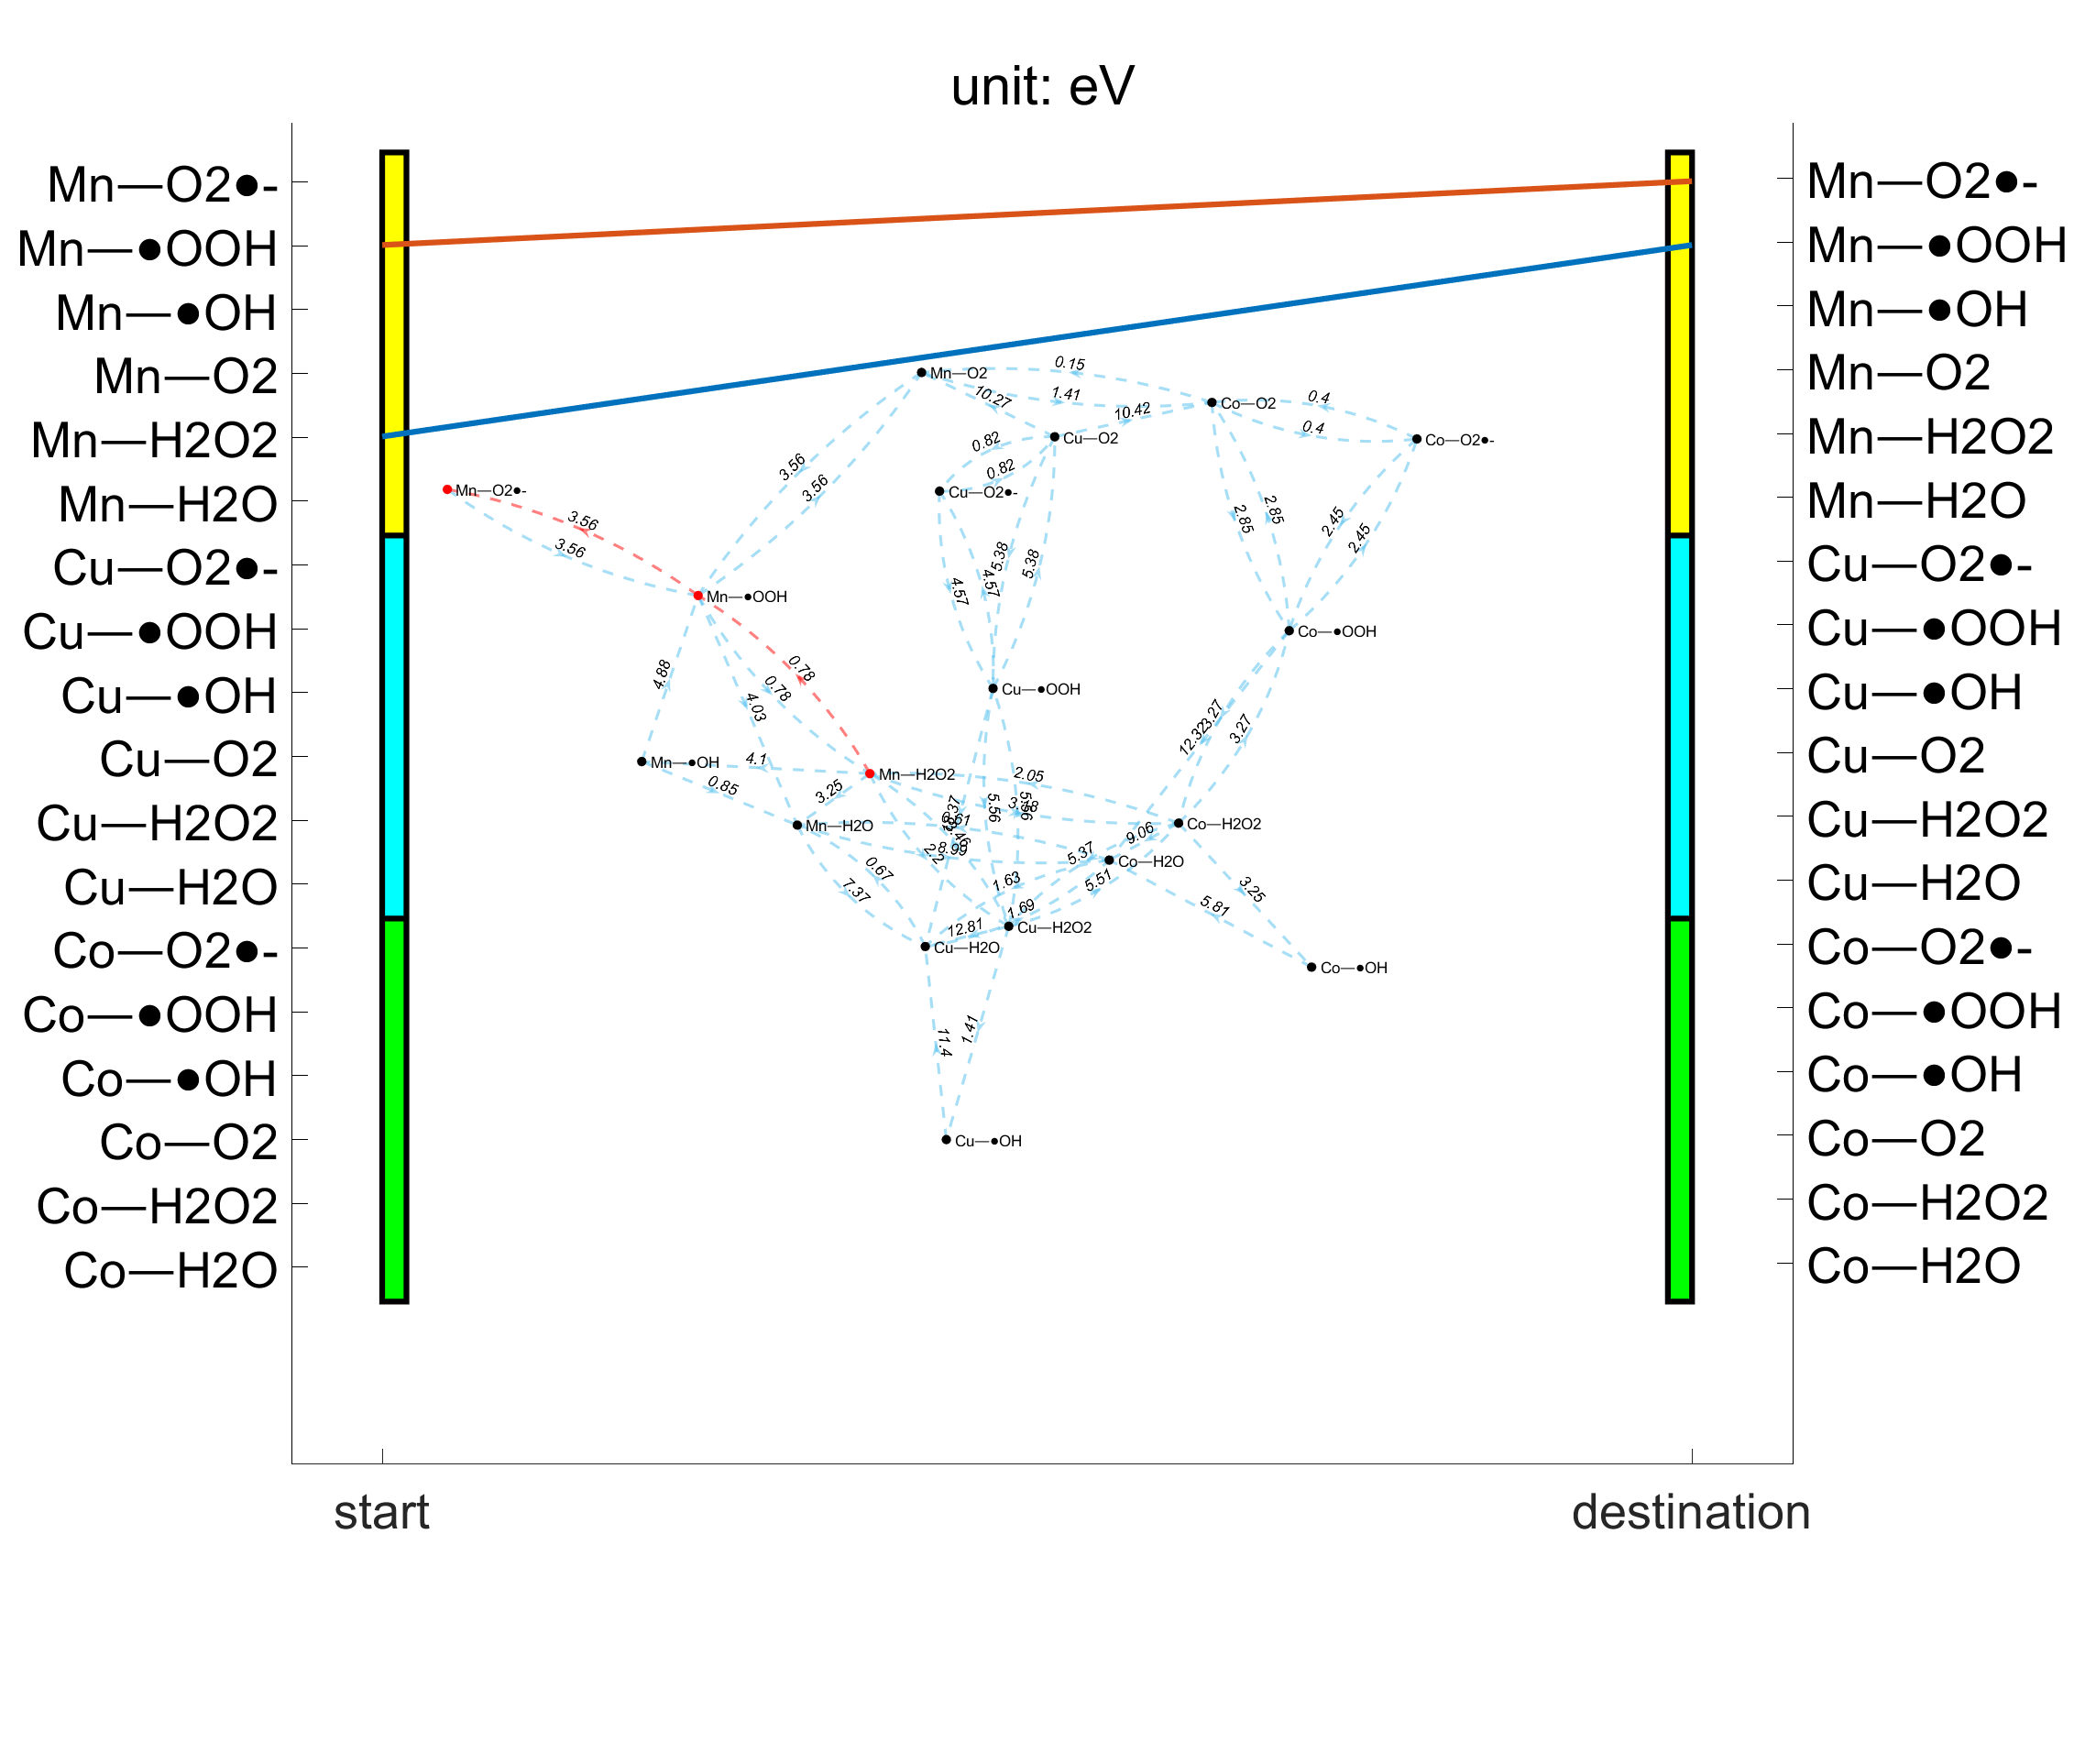 unit: eV
Mn—O2●-
Mn—●OOH
Mn—●OH
Mn—O2
Mn—H2O2
Mn—H2O
Cu—O2●-
Cu—●OOH
Cu—●OH
Cu—O2
Cu—H2O2
Cu—H2O
Co—O2●-
Co—●OOH
Co—●OH
Co—O2
Co—H2O2
Co—H2O
Mn—O2●-
Mn—●OOH
Mn—●OH
Mn—O2
Mn—H2O2
Mn—H2O
Cu—O2●-
Cu—●OOH
Cu—●OH
Cu—O2
Cu—H2O2
Cu—H2O
Co—O2●-
Co—●OOH
Co—●OH
Co—O2
Co—H2O2
Co—H2O
0.15
Mn—O2
10.27
1.41
10.42
Co—O2
0.4
0.4
Co—O2●-
Cu—O2
0.82
0.82
Cu—O2●-
3.56
3.56
Mn—O2●-
3.56
3.56
2.85
2.85
2.45
2.45
5.38
5.38
4.57
4.57
Mn—●OOH
Co—●OOH
4.88
0.78
0.78
4.03
Cu—●OOH
12.32
3.27
3.27
Mn—●OH
4.1
0.85
Mn—H2O2
3.25
2.05
5.56
Mn—H2O
Co—H2O2
9.06
8.99
2.2
5.37
Co—H2O
0.67
7.37
1.63
5.51
3.25
5.81
1.69
12.81
Cu—H2O2
Cu—H2O
Co—●OH
11.4
1.41
Cu—●OH
start
destination